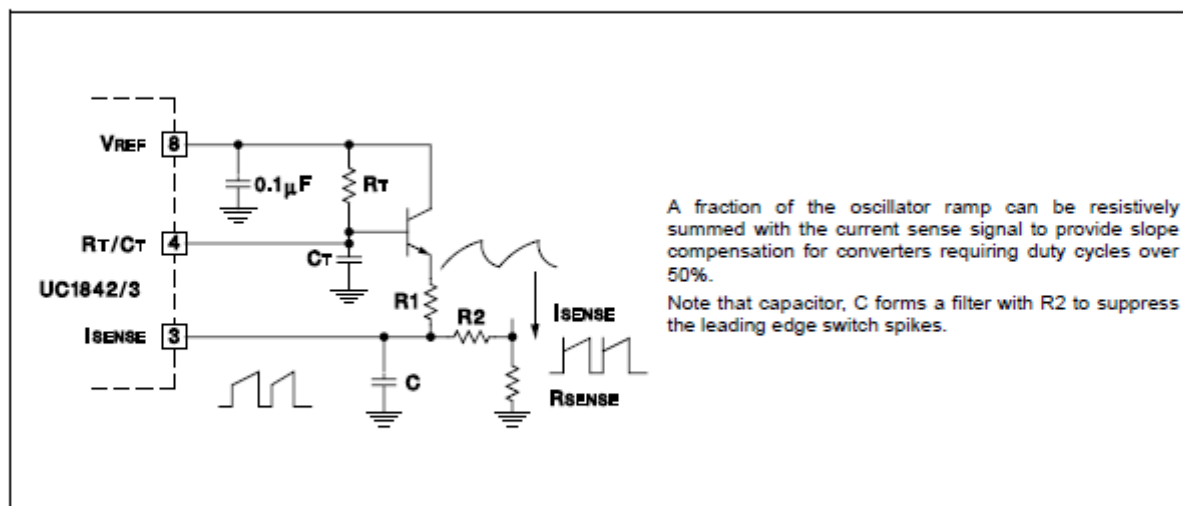 VREF 8
0.1µF
RT
RT/CT 4
CT
UC1842/3
R1
ISENSE 3
R2
ISENSE
C
RSENSE
A fraction of the oscillator ramp can be resistively
summed with the current sense signal to provide slope
compensation for converters requiring duty cycles over
50%.
Note that capacitor, C forms a filter with R2 to suppress
the leading edge switch spikes.